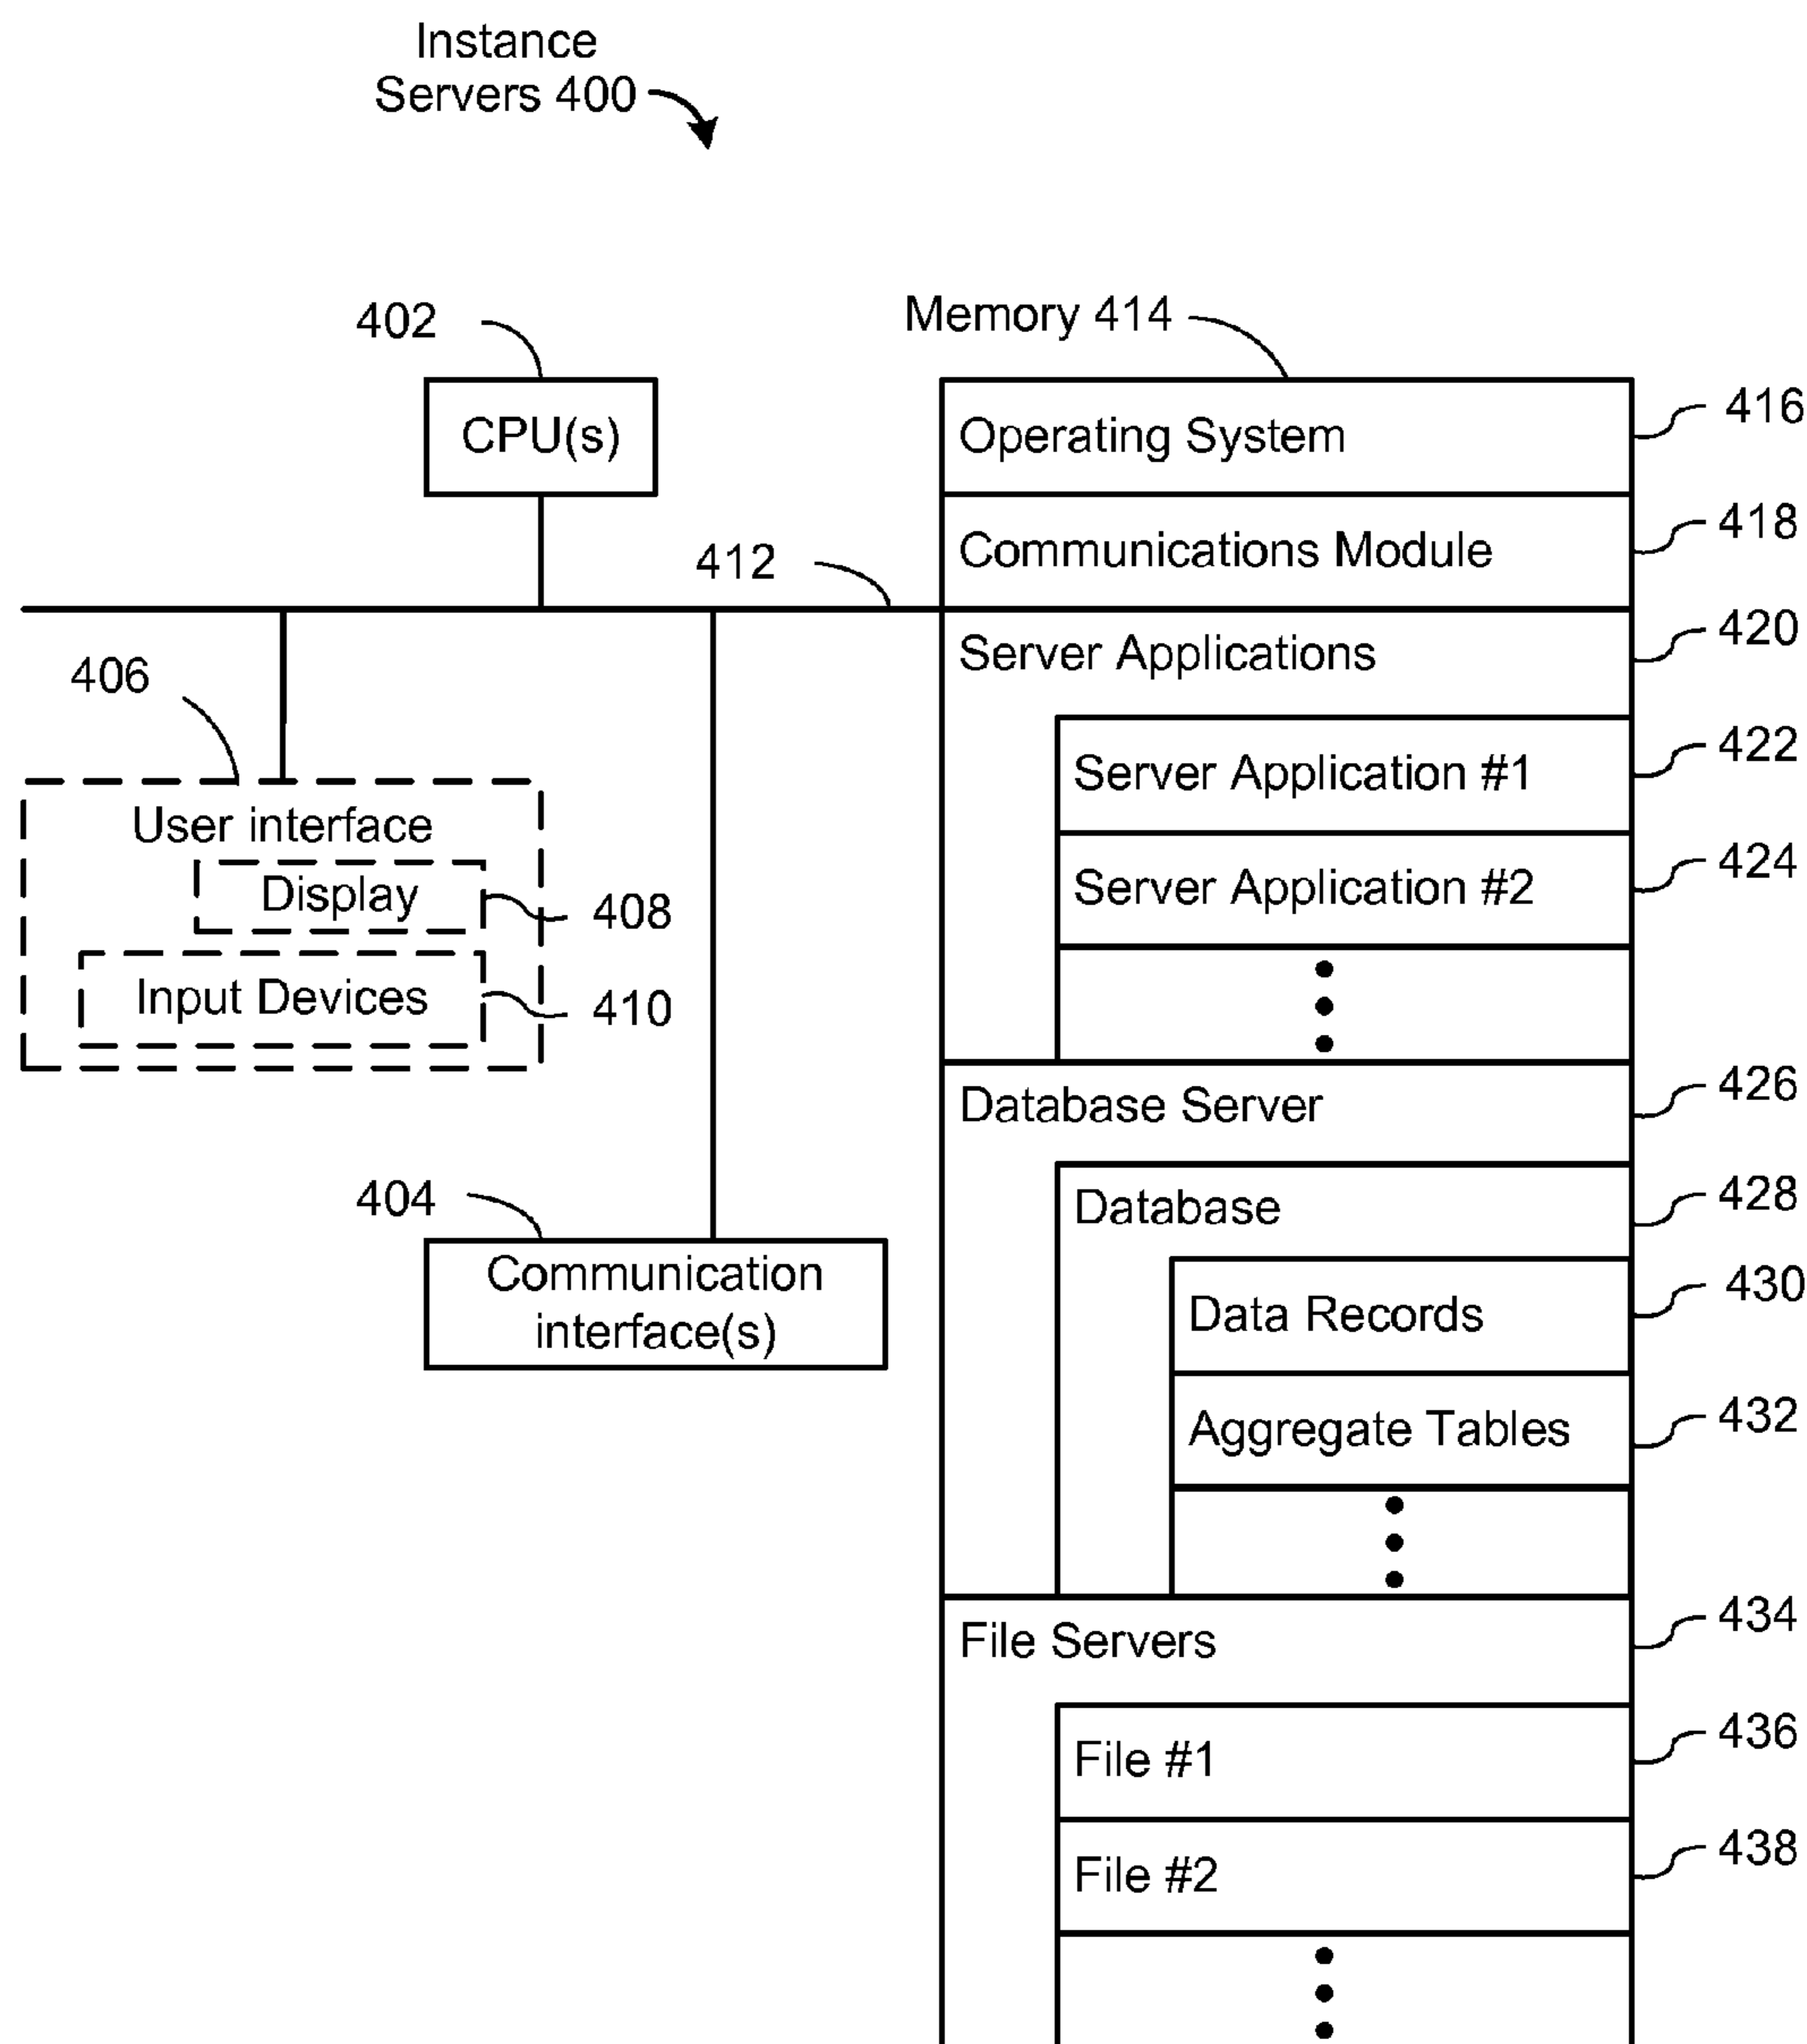 Instance
Servers 400
402
Memory 414
CPU(s)
Operating System
416
Communications Module
418
412
Server Applications
420
406
Server Application #1
422
User interface
Display
408
Server Application #2
424
Input Devices
410
Database Server
426
404
Database
428
Communication
interface(s)
Data Records
430
Aggregate Tables
432
File Servers
434
File #1
436
File #2
438